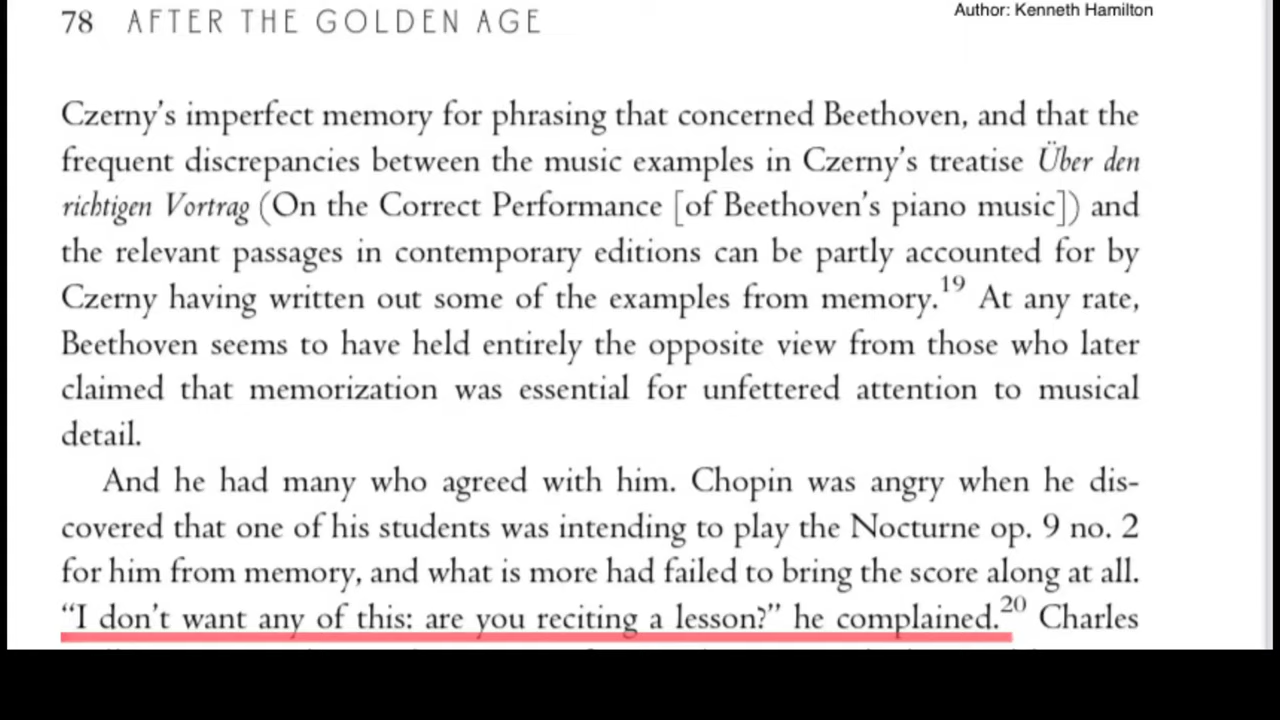 78 AFTER THE GOLDEN AGE
Author: Kenneth Hamilton
Czerny's imperfect memory for phrasing that concerned Beethoven, and that the
frequent discrepancies between the music examples in Czerny's treatise Über den
richtigen Vortrag (On the Correct Performance [of Beethoven's piano music]) and
the relevant passages in contemporary editions can be partly accounted for by
Czerny having written out some of the examples from memory.19 At any rate,
Beethoven seems to have held entirely the opposite view from those who later
claimed that memorization was essential for unfettered attention to musical
detail.
And he had many who agreed with him. Chopin was angry when he dis-
covered that one of his students was intending to play the Nocturne op. 9 no. 2
for him from memory, and what is more had failed to bring the score along at all.
“I don't want any of this: are you reciting a lesson?” he complained.20 Charles